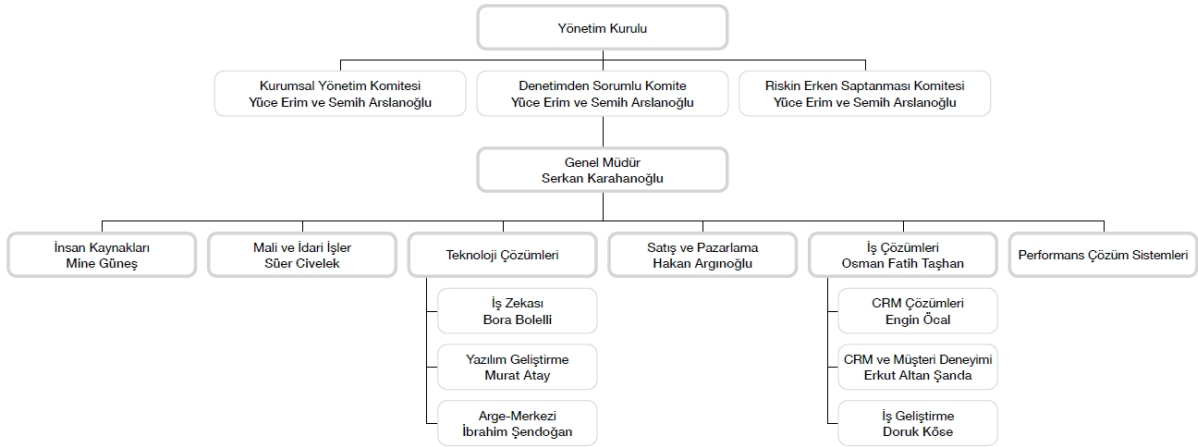 Yönetim Kurulu
Kurumsal Yönetim Komitesi
Yüce Erim ve Semih Arslanoğlu
Denetimden Sorumlu Komite
Yüce Erim ve Semih Arslanoğlu
Riskin Erken Saptanması Komitesi
Yüce Erim ve Semih Arslanoğlu
Genel Müdür
Serkan Karahanoğlu
İnsan Kaynakları
Mine Güneş
Mali ve İdari İşler
Süer Civelek
Teknoloji Çözümleri
Satış ve Pazarlama
Hakan Argınoğlu
İş Çözümleri
Osman Fatih Taşhan
Performans Çözüm Sistemleri
İş Zekası
Bora Bolelli
Yazılım Geliştirme
Murat Atay
Arge-Merkezi
İbrahim Şendoğan
CRM Çözümleri
Engin Öcal
CRM ve Müşteri Deneyimi
Erkut Altan Şanda
İş Geliştirme
Doruk Köse